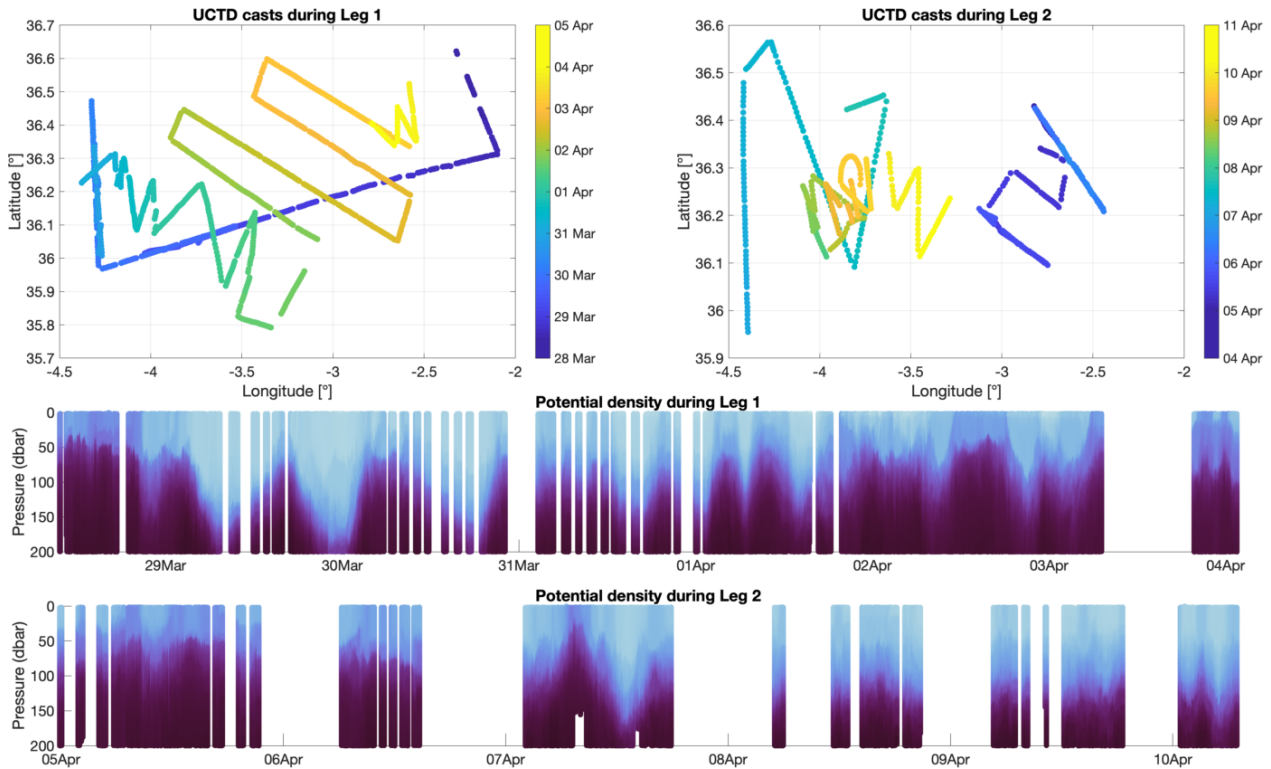 UCTD casts during Leg 1
36.7
36.6
36.5
36.4
36.3
36.2
36.1
36
35.9
35.8
35.7
Latitude [°]
-4.5 -4 -3.5 -3 -2.5 -2
Longitude [°]
05 Apr
04 Apr
03 Apr
02 Apr
01 Apr
31 Mar
30 Mar
29 Mar
28 Mar
UCTD casts during Leg 2
36.6
36.5
36.4
36.3
36.2
36.1
36
35.9
Latitude [°]
-4.5 -4 -3.5 -3 -2.5 -2
Longitude [°]
11 Apr
10 Apr
09 Apr
08 Apr
07 Apr
06 Apr
05 Apr
04 Apr
Potential density during Leg 1
0
50
100
150
200
Pressure (dbar)
29Mar 30Mar 31Mar 01Apr 02Apr 03Apr 04Apr
Potential density during Leg 2
0
50
100
150
200
Pressure (dbar)
05Apr 06Apr 07Apr 08Apr 09Apr 10Apr